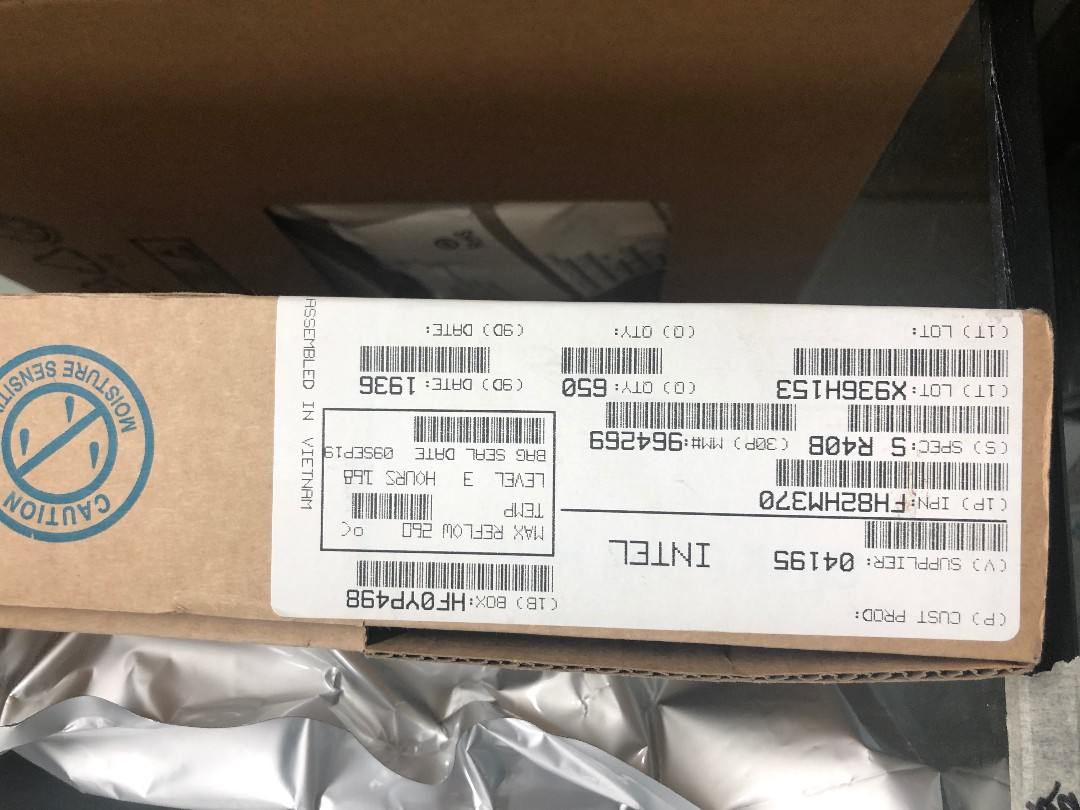 (P) CUST PROD:
(V) SUPPLIER: 04195
INTEL
(1B) BOX: HF0YP498
(1P) IPN: FH82HM370
(S) SPEC: S R40B
(30P) MM#: 964269
(1T) LOT: X936H153
(Q) QTY: 650
(9D) DATE: 1936
(1T) LOT:
(Q) QTY:
(9D) DATE:
MAX REFLOW 260 °C
TEMP
LEVEL 3 HOURS 168
BAG SEAL DATE 09SEP19
ASSEMBLED IN VIETNAM
CAUTION
MOISTURE